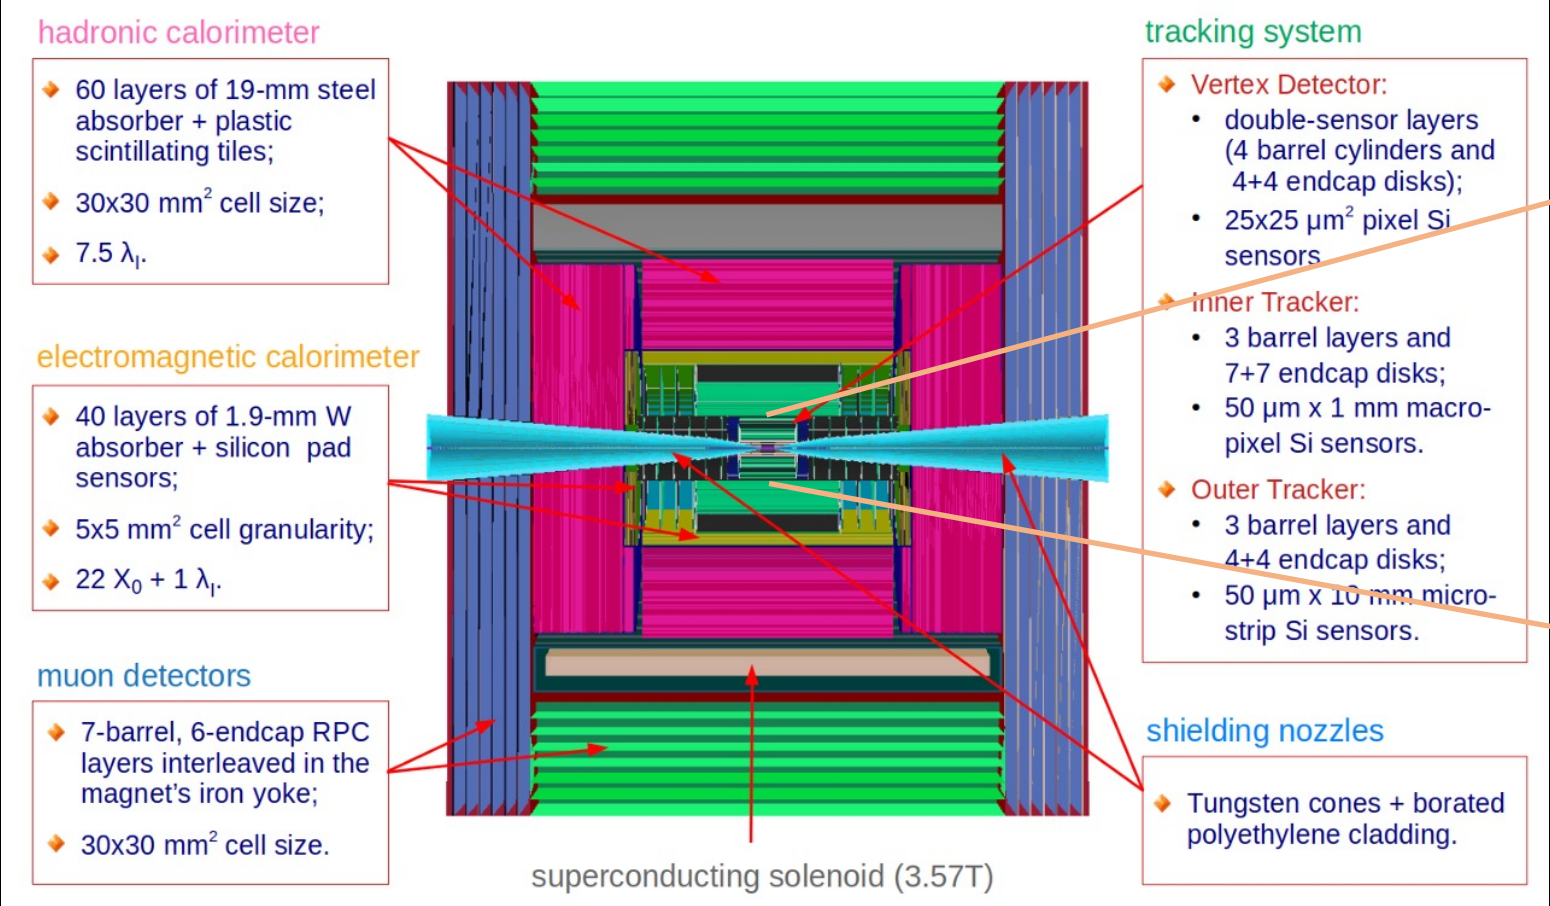 hadronic calorimeter
60 layers of 19-mm steel
absorber + plastic
scintillating tiles;
30x30 mm² cell size;
7.5 λ_I.
electromagnetic calorimeter
40 layers of 1.9-mm W
absorber + silicon pad
sensors;
5x5 mm² cell granularity;
22 X₀ + 1 λ_I.
muon detectors
7-barrel, 6-endcap RPC
layers interleaved in the
magnet's iron yoke;
30x30 mm² cell size.
superconducting solenoid (3.57T)
tracking system
Vertex Detector:
• double-sensor layers
(4 barrel cylinders and
4+4 endcap disks);
• 25x25 μm² pixel Si
sensors.
Inner Tracker:
• 3 barrel layers and
7+7 endcap disks;
• 50 μm x 1 mm macro-
pixel Si sensors.
Outer Tracker:
• 3 barrel layers and
4+4 endcap disks;
• 50 μm x 10 mm micro-
strip Si sensors.
shielding nozzles
Tungsten cones + borated
polyethylene cladding.